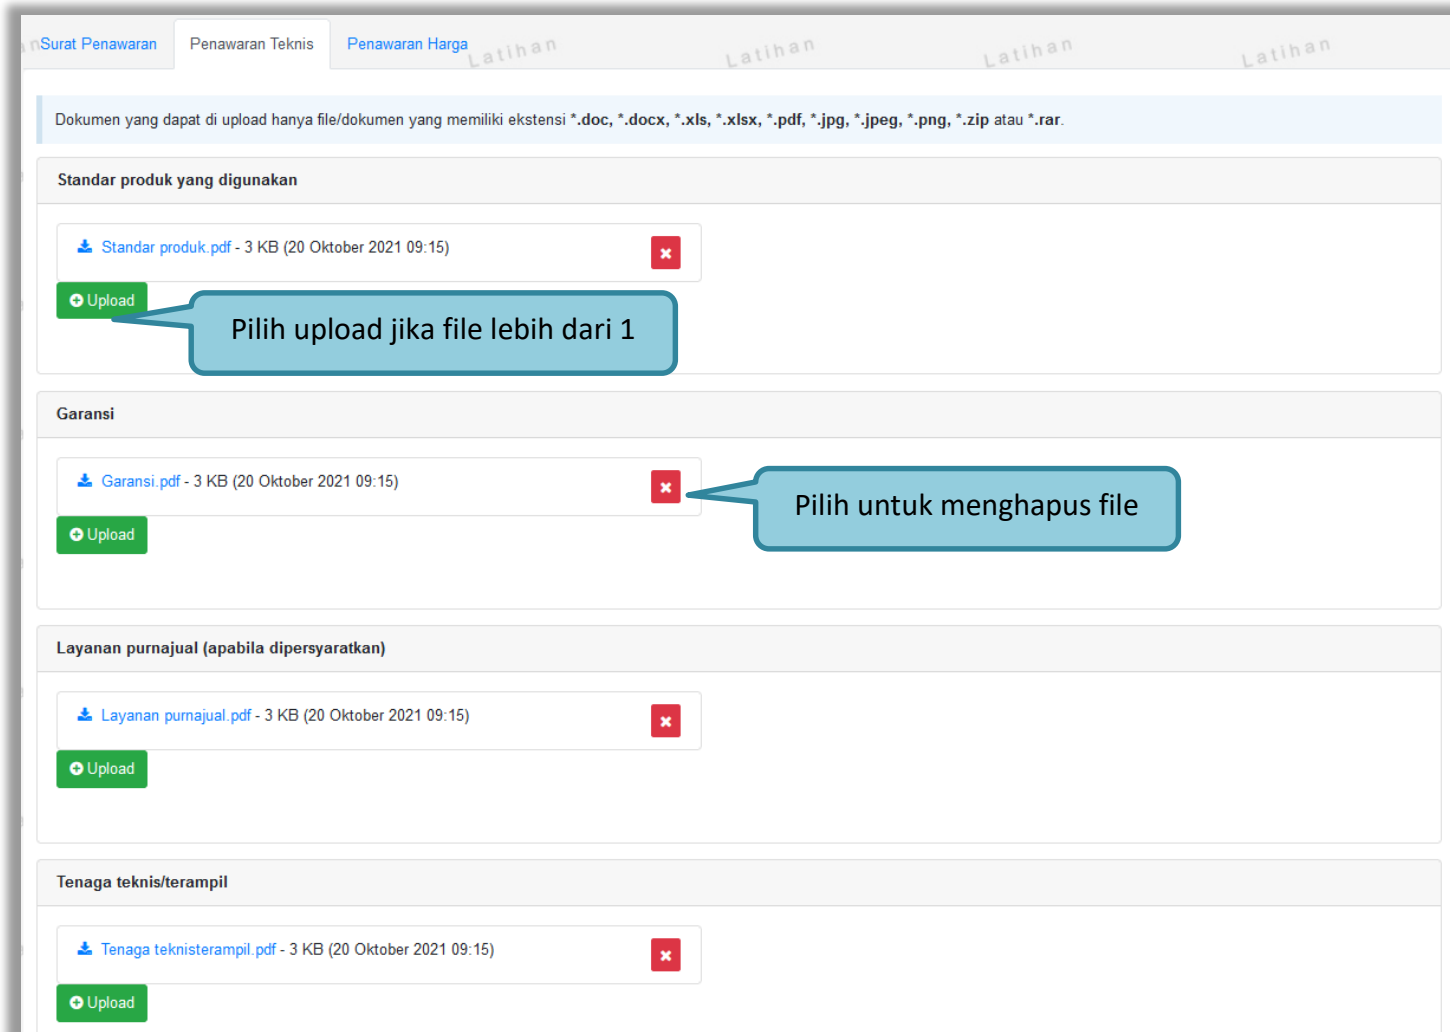 Surat Penawaran Penawaran Teknis Penawaran Harga
Latihan Latihan Latihan Latihan
Dokumen yang dapat di upload hanya file/dokumen yang memiliki ekstensi *.doc, *.docx, *.xls, *.xlsx, *.pdf, *.jpg, *.jpeg, *.png, *.zip atau *.rar.
Standar produk yang digunakan
Standar produk.pdf - 3 KB (20 Oktober 2021 09:15)
Upload
Pilih upload jika file lebih dari 1
Garansi
Garansi.pdf - 3 KB (20 Oktober 2021 09:15)
Pilih untuk menghapus file
Upload
Layanan purnajual (apabila dipersyaratkan)
Layanan purnajual.pdf - 3 KB (20 Oktober 2021 09:15)
Upload
Tenaga teknis/terampil
Tenaga teknisterampil.pdf - 3 KB (20 Oktober 2021 09:15)
Upload